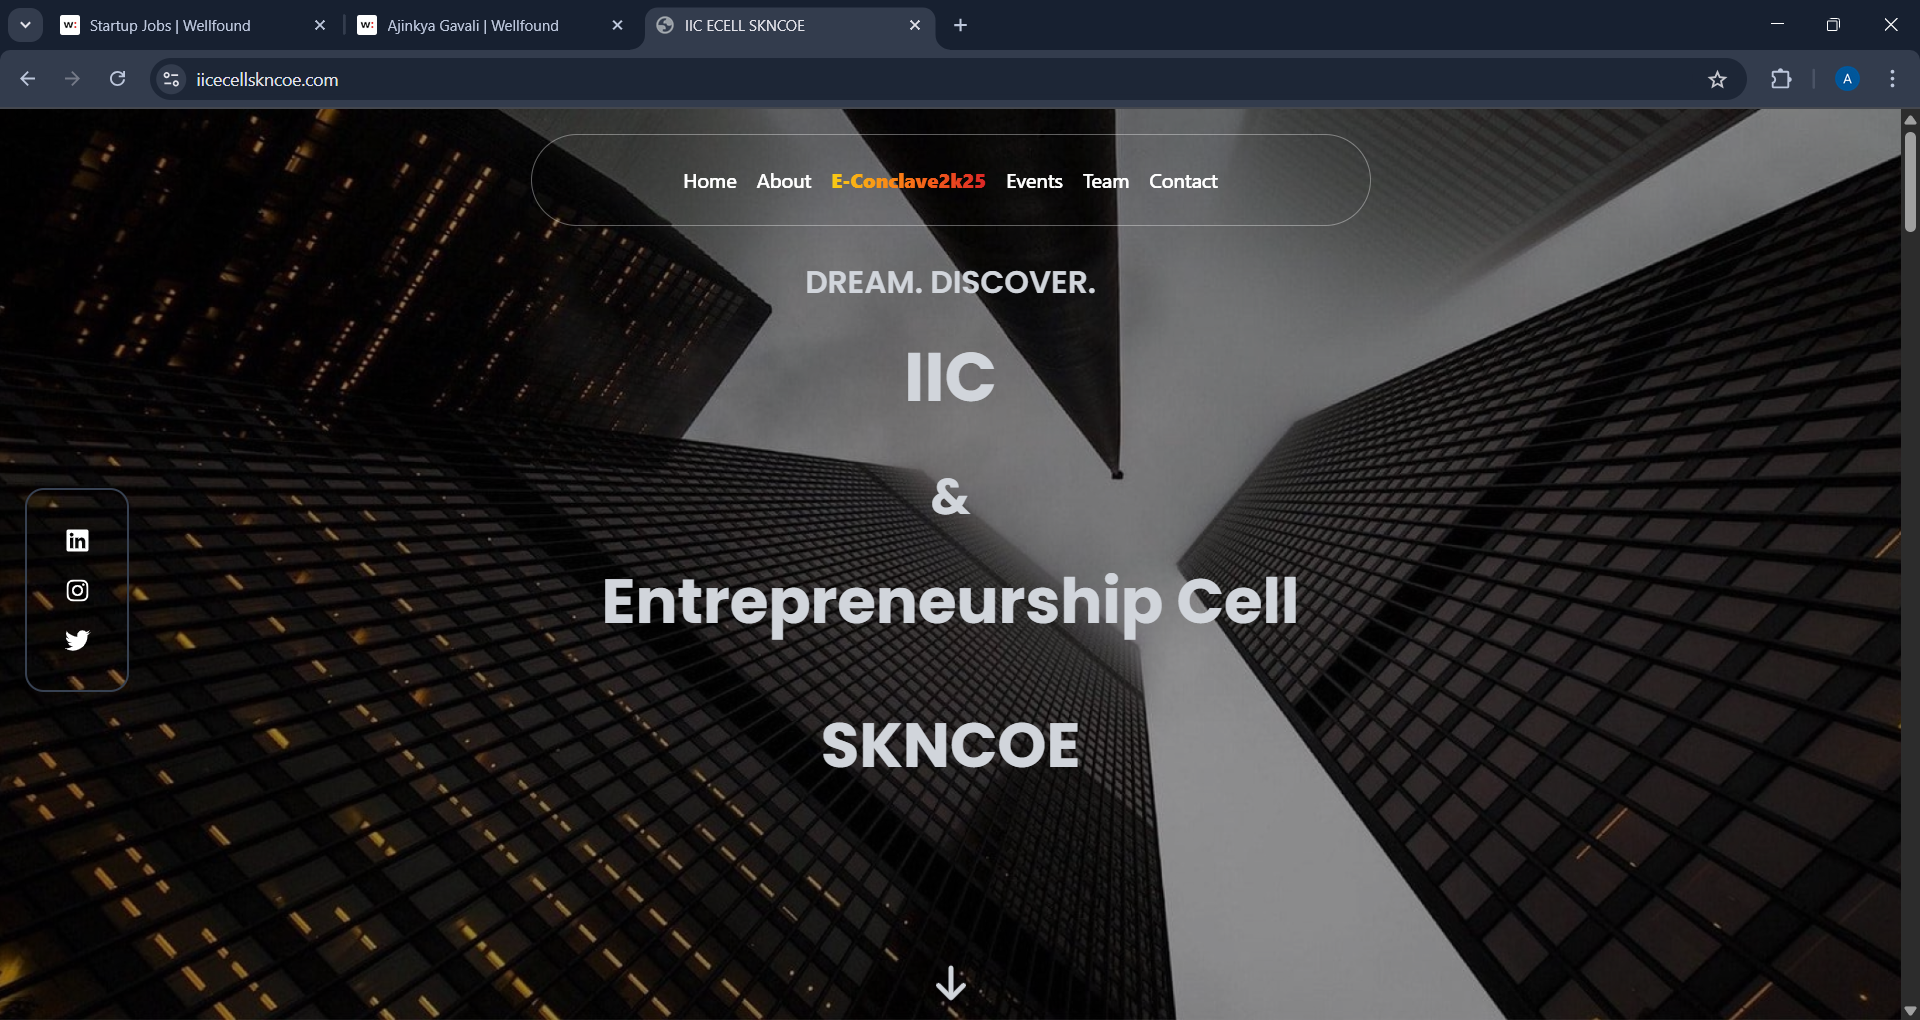 Startup Jobs | Wellfound
Ajinkya Gavali | Wellfound
IIC ECELL SKNCOE
iicecellskncoe.com
A
Home About E-Conclave2k25 Events Team Contact
DREAM. DISCOVER.
IIC
&
Entrepreneurship Cell
SKNCOE